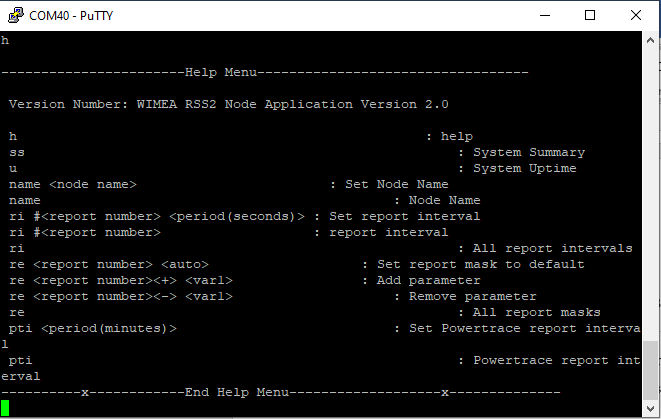 COM40 - PuTTY
h
-----------------------Help Menu----------------------------------
Version Number: WIMEA RSS2 Node Application Version 2.0
h : help
ss : System Summary
u : System Uptime
name <node name> : Set Node Name
name : Node Name
ri #<report number> <period(seconds)> : Set report interval
ri #<report number> : report interval
ri : All report intervals
re <report number> <auto> : Set report mask to default
re <report number><+> <var1> : Add parameter
re <report number><-> <var1> : Remove parameter
re : All report masks
pti <period(minutes)> : Set Powertrace report interva
l
pti : Powertrace report int
erval
----------x------------End Help Menu-------------------x--------------